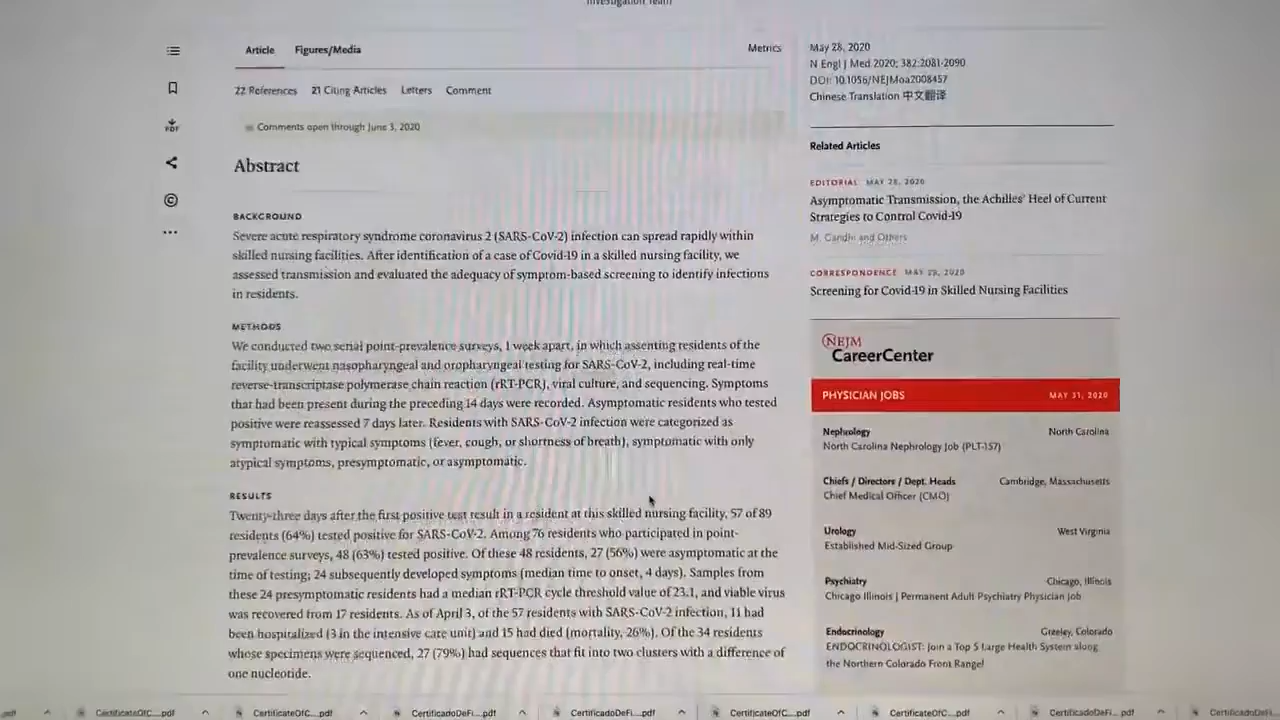 Investigation Team
Article Figures/Media Metrics
22 References 21 Citing Articles Letters Comment
Comments open through June 3, 2020
Abstract
BACKGROUND
Severe acute respiratory syndrome coronavirus 2 (SARS-CoV-2) infection can spread rapidly within
skilled nursing facilities. After identification of a case of Covid-19 in a skilled nursing facility, we
assessed transmission and evaluated the adequacy of symptom-based screening to identify infections
in residents.
METHODS
We conducted two serial point-prevalence surveys, 1 week apart, in which assenting residents of the
facility underwent nasopharyngeal and oropharyngeal testing for SARS-CoV-2, including real-time
reverse-transcriptase polymerase chain reaction (rRT-PCR), viral culture, and sequencing. Symptoms
that had been present during the preceding 14 days were recorded. Asymptomatic residents who tested
positive were reassessed 7 days later. Residents with SARS-CoV-2 infection were categorized as
symptomatic with typical symptoms (fever, cough, or shortness of breath), symptomatic with only
atypical symptoms, presymptomatic, or asymptomatic.
RESULTS
Twenty-three days after the first positive test result in a resident at this skilled nursing facility, 57 of 89
residents (64%) tested positive for SARS-CoV-2. Among 76 residents who participated in point-
prevalence surveys, 48 (63%) tested positive. Of these 48 residents, 27 (56%) were asymptomatic at the
time of testing; 24 subsequently developed symptoms (median time to onset, 4 days). Samples from
these 24 presymptomatic residents had a median rRT-PCR cycle threshold value of 23.1, and viable virus
was recovered from 17 residents. As of April 3, of the 57 residents with SARS-CoV-2 infection, 11 had
been hospitalized (3 in the intensive care unit) and 15 had died (mortality, 26%). Of the 34 residents
whose specimens were sequenced, 27 (79%) had sequences that fit into two clusters with a difference of
one nucleotide.
PDF
May 28, 2020
N Engl J Med 2020; 382:2081-2090
DOI: 10.1056/NEJMoa2008457
Chinese Translation 中文翻译
Related Articles
EDITORIAL MAY 28, 2020
Asymptomatic Transmission, the Achilles' Heel of Current
Strategies to Control Covid-19
M. Gandhi and Others
CORRESPONDENCE MAY 29, 2020
Screening for Covid-19 in Skilled Nursing Facilities
NEJM
CareerCenter
PHYSICIAN JOBS MAY 31, 2020
Nephrology North Carolina
North Carolina Nephrology Job (PLT-157)
Chiefs / Directors / Dept. Heads Cambridge, Massachusetts
Chief Medical Officer (CMO)
Urology West Virginia
Established Mid-Sized Group
Psychiatry Chicago, Illinois
Chicago Illinois | Permanent Adult Psychiatry Physician Job
Endocrinology Greeley, Colorado
ENDOCRINOLOGIST: Join a Top 5 Large Health System along
the Northern Colorado Front Range!
.pdf CertificateOfC....pdf CertificateOfC....pdf CertificadoDeFi....pdf CertificadoDeFi....pdf CertificateOfC....pdf CertificateOfC....pdf CertificadoDeFi....pdf CertificadoDeFi...